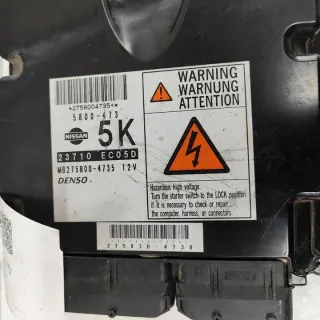 *2758004735*
5800-473
NISSAN
5K
23710 EC05D
MB275800-4735 12V
DENSO
WARNING
WARNUNG
ATTENTION
Hazardous high voltage.
Turn the starter switch to the LOCK position
if it is necessary to check or repair
the computer, harness, or connectors.